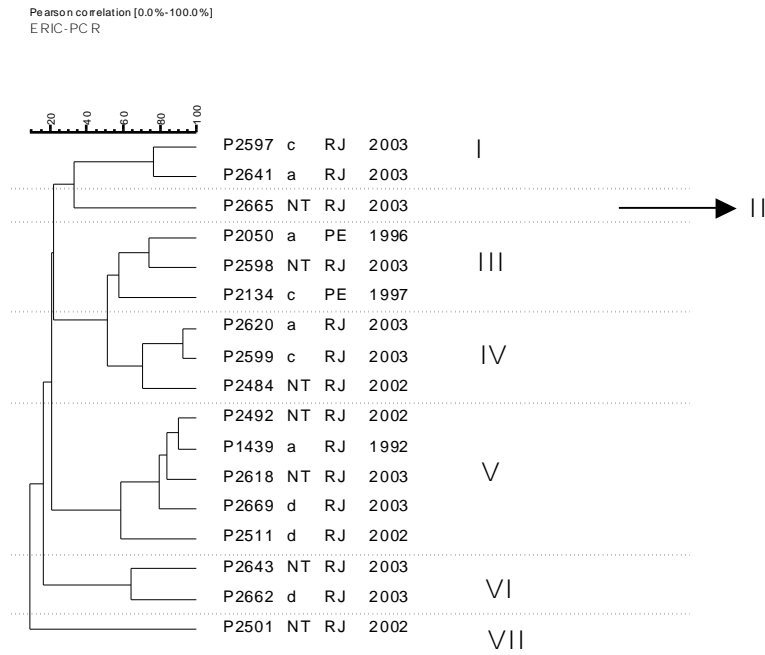 Pearson correlation [0.0%-100.0%]
ERIC-PCR
20 40 60 80 100
P2597 c RJ 2003 I
P2641 a RJ 2003
P2665 NT RJ 2003 II
P2050 a PE 1996
P2598 NT RJ 2003 III
P2134 c PE 1997
P2620 a RJ 2003
P2599 c RJ 2003 IV
P2484 NT RJ 2002
P2492 NT RJ 2002
P1439 a RJ 1992
P2618 NT RJ 2003 V
P2669 d RJ 2003
P2511 d RJ 2002
P2643 NT RJ 2003
P2662 d RJ 2003 VI
P2501 NT RJ 2002 VII